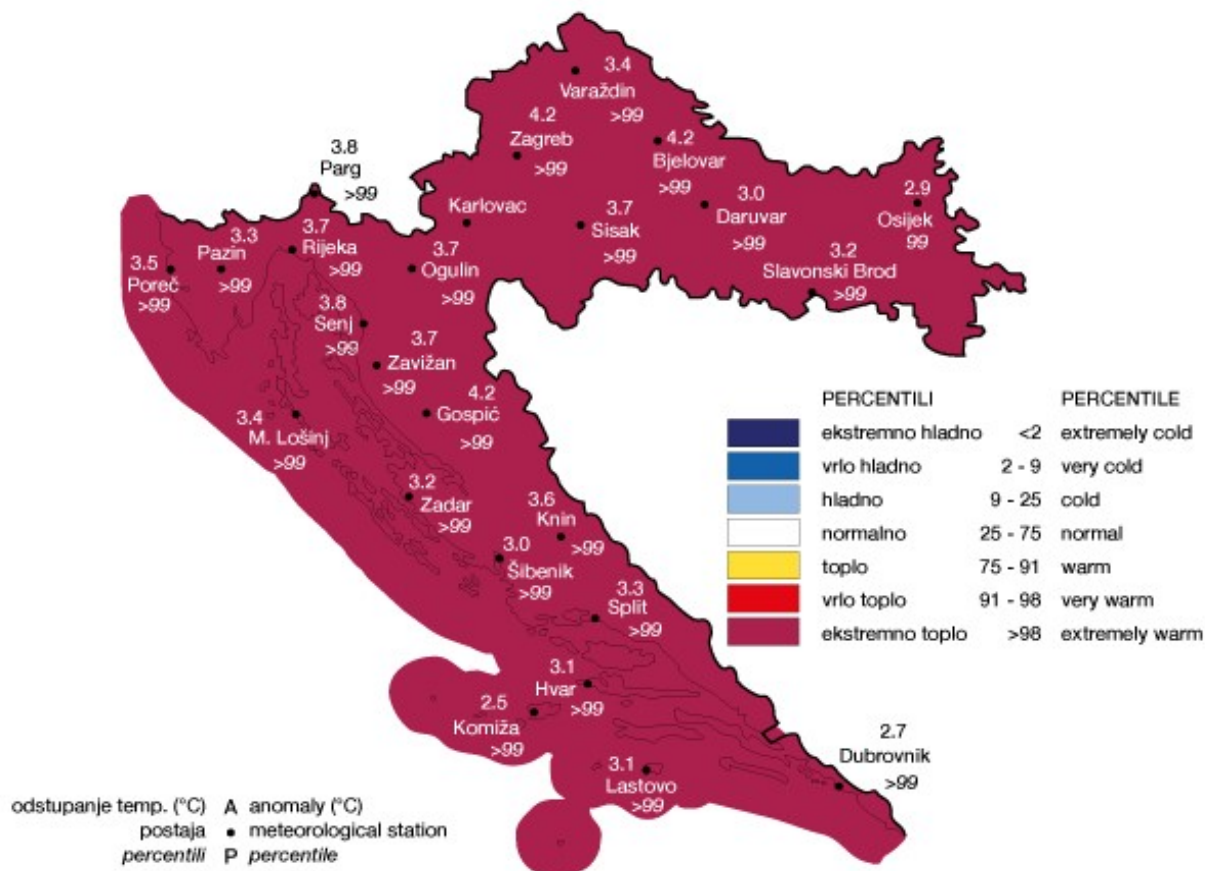 3.4
Varaždin
>99
4.2
Zagreb
>99
4.2
Bjelovar
>99
3.8
Parg
>99
3.0
Daruvar
>99
2.9
Osijek
99
Karlovac
3.7
Sisak
>99
3.2
Slavonski Brod
>99
3.7
Rijeka
>99
3.3
Pazin
>99
3.5
Poreč
>99
3.7
Ogulin
>99
3.8
Senj
>99
3.7
Zavižan
>99
4.2
Gospić
>99
3.4
M. Lošinj
>99
3.2
Zadar
>99
3.6
Knin
>99
3.0
Šibenik
>99
3.3
Split
>99
3.1
Hvar
>99
2.5
Komiža
>99
3.1
Lastovo
>99
2.7
Dubrovnik
>99
PERCENTILI PERCENTILE
ekstremno hladno <2 extremely cold
vrlo hladno 2 - 9 very cold
hladno 9 - 25 cold
normalno 25 - 75 normal
toplo 75 - 91 warm
vrlo toplo 91 - 98 very warm
ekstremno toplo >98 extremely warm
odstupanje temp. (°C) A anomaly (°C)
postaja • meteorological station
percentili P percentile